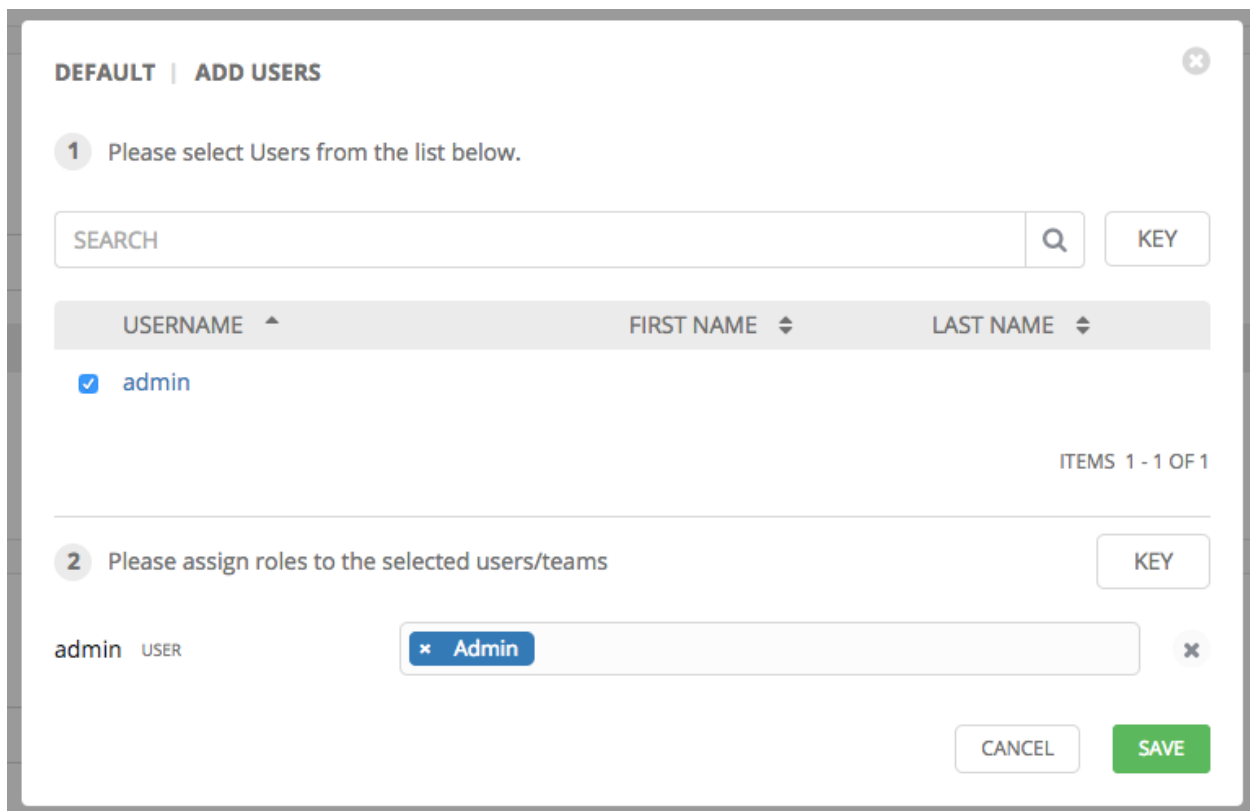 DEFAULT | ADD USERS
1 Please select Users from the list below.
SEARCH KEY
USERNAME FIRST NAME LAST NAME
admin
ITEMS 1 - 1 OF 1
2 Please assign roles to the selected users/teams KEY
admin USER × Admin
CANCEL SAVE